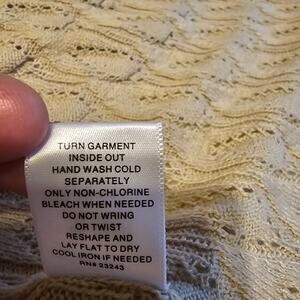 TURN GARMENT
INSIDE OUT
HAND WASH COLD
SEPARATELY
ONLY NON-CHLORINE
BLEACH WHEN NEEDED
DO NOT WRING
OR TWIST
RESHAPE AND
LAY FLAT TO DRY
COOL IRON IF NEEDED
RN# 23243